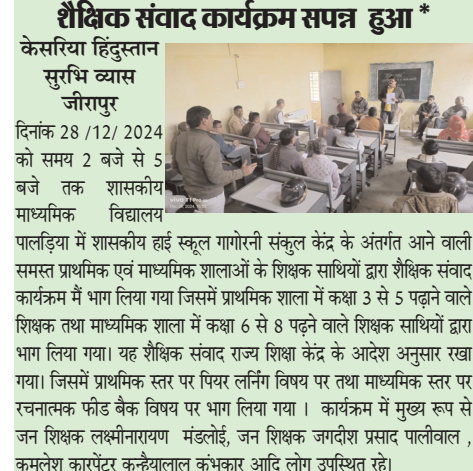 शैक्षिक संवाद कार्यक्रम सपन्न हुआ *
केसरिया हिंदुस्तान
सुरभि व्यास
जीरापुर
दिनांक 28 /12/ 2024
को समय 2 बजे से 5
बजे तक शासकीय
माध्यमिक विद्यालय
पालड़िया में शासकीय हाई स्कूल गागोरनी संकुल केंद्र के अंतर्गत आने वाली
समस्त प्राथमिक एवं माध्यमिक शालाओं के शिक्षक साथियों द्वारा शैक्षिक संवाद
कार्यक्रम मैं भाग लिया गया जिसमें प्राथमिक शाला में कक्षा 3 से 5 पढ़ाने वाले
शिक्षक तथा माध्यमिक शाला में कक्षा 6 से 8 पढ़ने वाले शिक्षक साथियों द्वारा
भाग लिया गया। यह शैक्षिक संवाद राज्य शिक्षा केंद्र के आदेश अनुसार रखा
गया। जिसमें प्राथमिक स्तर पर पियर लर्निंग विषय पर तथा माध्यमिक स्तर पर
रचनात्मक फीड बैक विषय पर भाग लिया गया । कार्यक्रम में मुख्य रूप से
जन शिक्षक लक्ष्मीनारायण मंडलोई, जन शिक्षक जगदीश प्रसाद पालीवाल ,
कमलेश कारपेंटर कन्हैयालाल कुंभकार आदि लोग उपस्थित रहे।